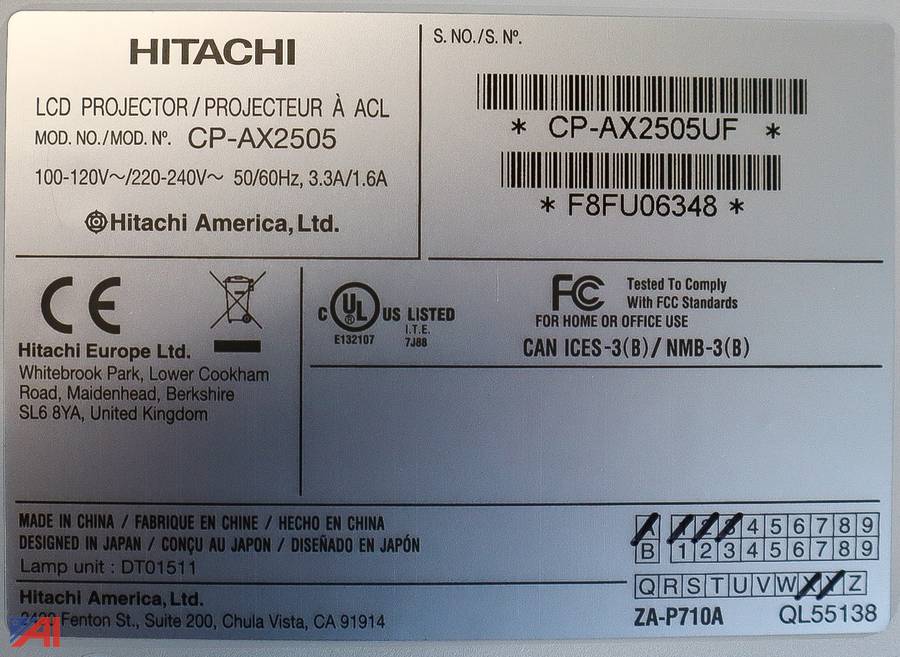 HITACHI
LCD PROJECTOR/PROJECTEUR À ACL
MOD. NO./MOD. Nº. CP-AX2505
100-120V～/220-240V～ 50/60Hz, 3.3A/1.6A
Hitachi America, Ltd.
S. NO./S. Nº.
* CP-AX2505UF *
* F8FU06348 *
CE
Hitachi Europe Ltd.
Whitebrook Park, Lower Cookham
Road, Maidenhead, Berkshire
SL6 8YA, United Kingdom
C UL ® US LISTED
I.T.E.
E132107 7J88
FC Tested To Comply
With FCC Standards
FOR HOME OR OFFICE USE
CAN ICES-3(B)/ NMB-3(B)
MADE IN CHINA / FABRIQUE EN CHINE / HECHO EN CHINA
DESIGNED IN JAPAN / CONÇU AU JAPON / DISEÑADO EN JAPÓN
Lamp unit : DT01511
Hitachi America, Ltd.
Fenton St., Suite 200, Chula Vista, CA 91914
A 1 2 3 4 5 6 7 8 9
B 1 2 3 4 5 6 7 8 9
Q R S T U V W X Y Z
ZA-P710A QL55138
AI